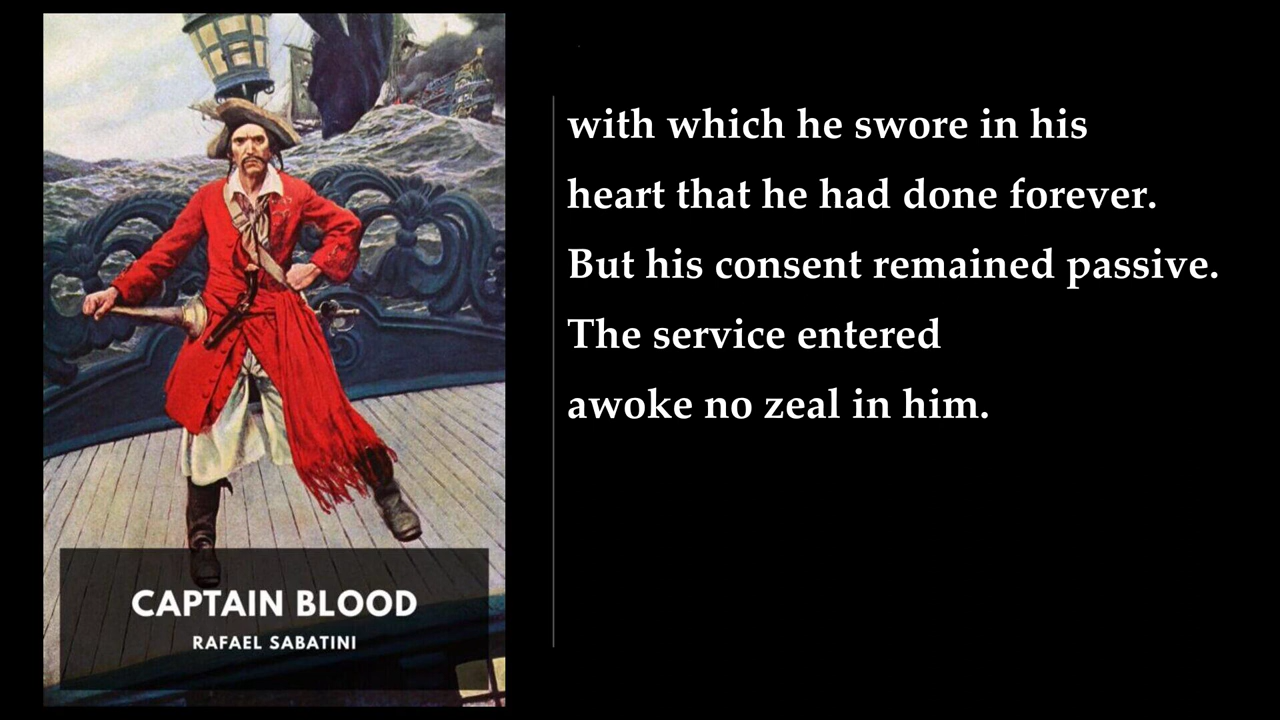 with which he swore in his
heart that he had done forever.
But his consent remained passive.
The service entered
awoke no zeal in him.
CAPTAIN BLOOD
RAFAEL SABATINI